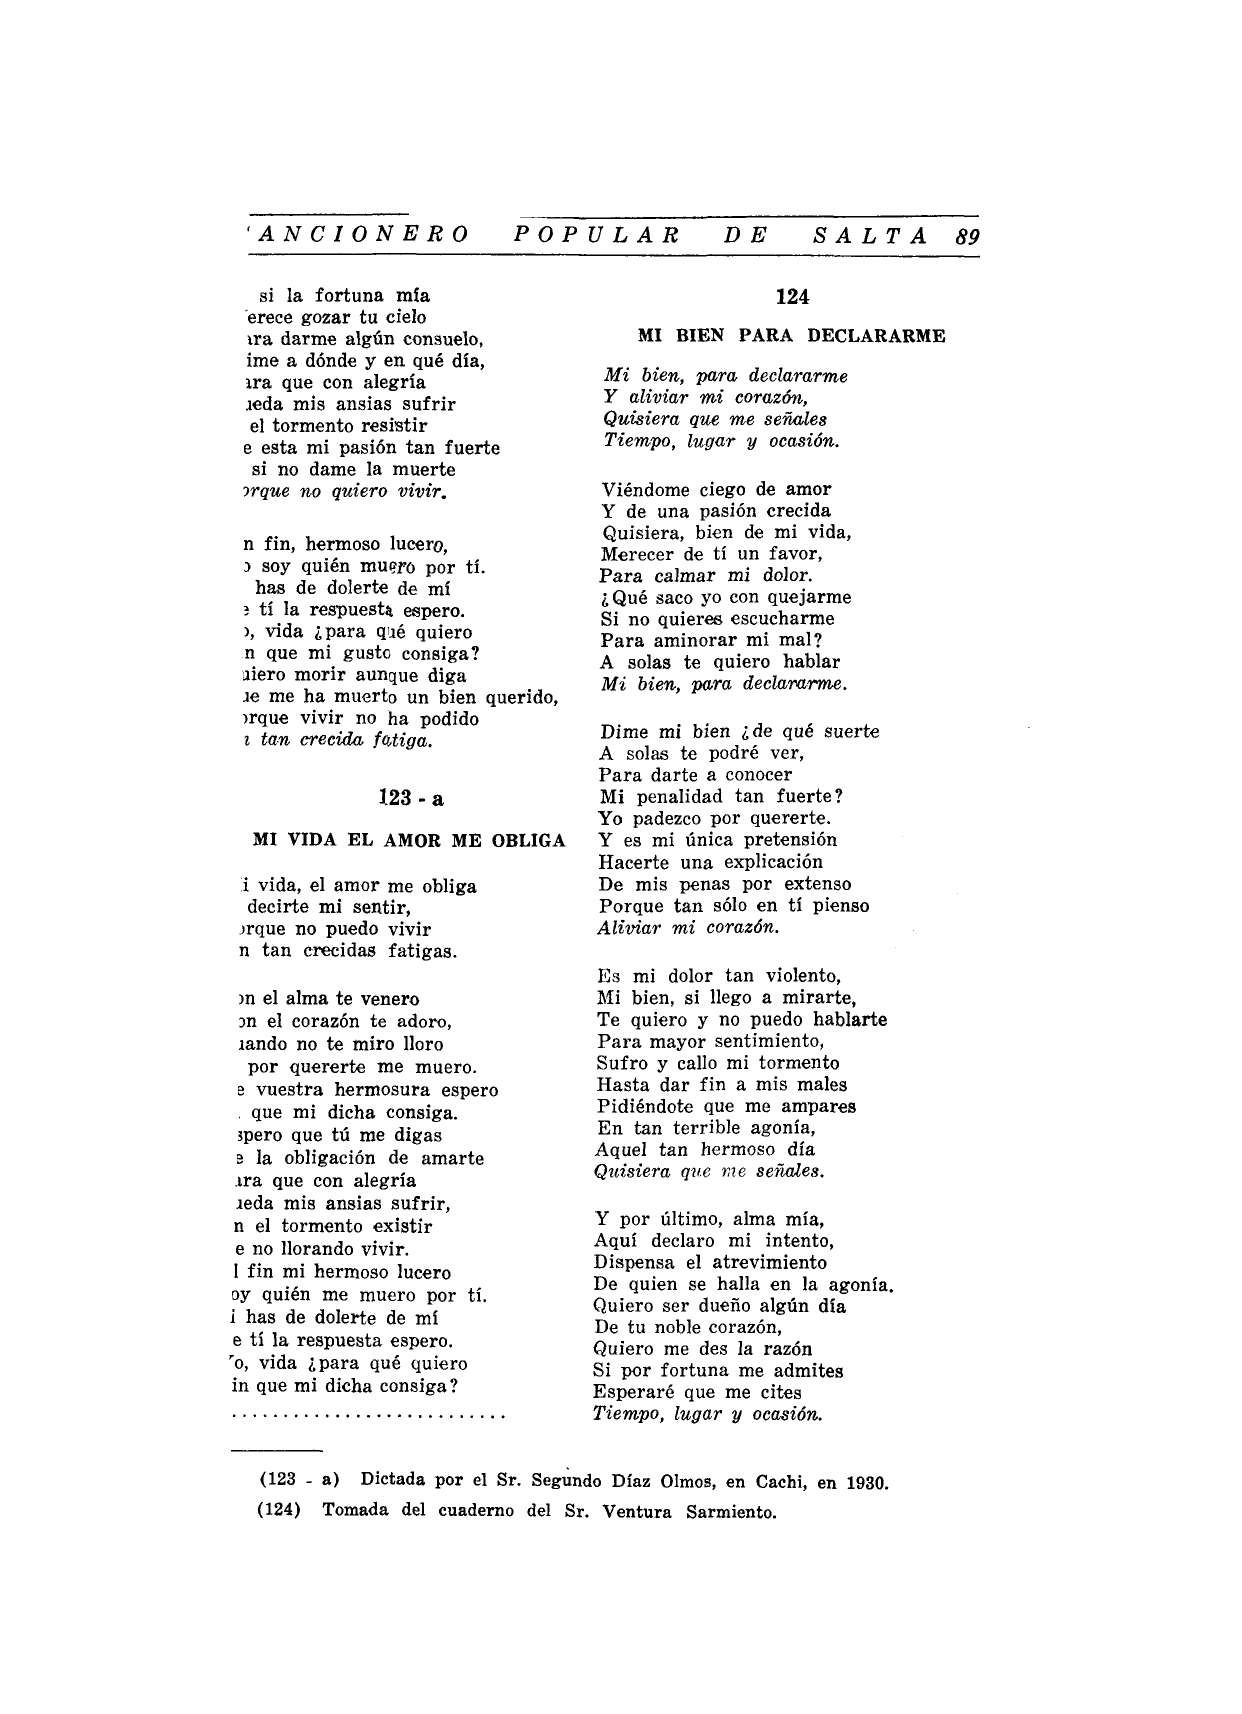 ANCIONERO POPULAR DE SALTA 89
si la fortuna mía
erece gozar tu cielo
ra darme algún consuelo,
ime a dónde y en qué día,
ra que con alegría
eda mis ansias sufrir
el tormento resistir
e esta mi pasión tan fuerte
si no dame la muerte
rque no quiero vivir.
n fin, hermoso lucero,
soy quién muero por tí.
has de dolerte de mí
tí la respuesta espero.
, vida ¿para qué quiero
n que mi gusto consiga?
iero morir aunque diga
e me ha muerto un bien querido,
rque vivir no ha podido
tan crecida fatiga.
123 - a
MI VIDA EL AMOR ME OBLIGA
i vida, el amor me obliga
decirte mi sentir,
rque no puedo vivir
n tan crecidas fatigas.
n el alma te venero
n el corazón te adoro,
ando no te miro lloro
por quererte me muero.
e vuestra hermosura espero
que mi dicha consiga.
spero que tú me digas
e la obligación de amarte
ra que con alegría
eda mis ansias sufrir,
n el tormento existir
e no llorando vivir.
l fin mi hermoso lucero
oy quién me muero por tí.
i has de dolerte de mí
e tí la respuesta espero.
o, vida ¿para qué quiero
in que mi dicha consiga?
...........................
124
MI BIEN PARA DECLARARME
Mi bien, para declararme
Y aliviar mi corazón,
Quisiera que me señales
Tiempo, lugar y ocasión.
Viéndome ciego de amor
Y de una pasión crecida
Quisiera, bien de mi vida,
Merecer de tí un favor,
Para calmar mi dolor.
¿Qué saco yo con quejarme
Si no quieres escucharme
Para aminorar mi mal?
A solas te quiero hablar
Mi bien, para declararme.
Dime mi bien ¿de qué suerte
A solas te podré ver,
Para darte a conocer
Mi penalidad tan fuerte?
Yo padezco por quererte.
Y es mi única pretensión
Hacerte una explicación
De mis penas por extenso
Porque tan sólo en tí pienso
Aliviar mi corazón.
Es mi dolor tan violento,
Mi bien, si llego a mirarte,
Te quiero y no puedo hablarte
Para mayor sentimiento,
Sufro y callo mi tormento
Hasta dar fin a mis males
Pidiéndote que me ampares
En tan terrible agonía,
Aquel tan hermoso día
Quisiera que me señales.
Y por último, alma mía,
Aquí declaro mi intento,
Dispensa el atrevimiento
De quien se halla en la agonía.
Quiero ser dueño algún día
De tu noble corazón,
Quiero me des la razón
Si por fortuna me admites
Esperaré que me cites
Tiempo, lugar y ocasión.
(123 - a) Dictada por el Sr. Segundo Díaz Olmos, en Cachi, en 1930.
(124) Tomada del cuaderno del Sr. Ventura Sarmiento.